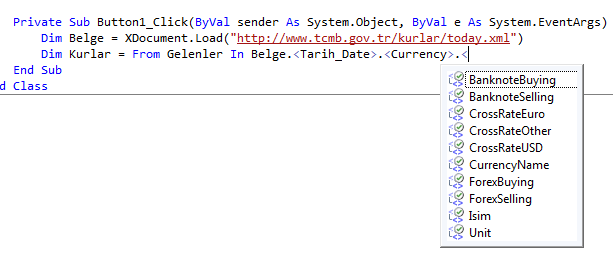 Private Sub Button1_Click(ByVal sender As System.Object, ByVal e As System.EventArgs)
Dim Belge = XDocument.Load("http://www.tcmb.gov.tr/kurlar/today.xml")
Dim Kurlar = From Gelenler In Belge.<Tarih_Date>.<Currency>.<
End Sub
d Class
BanknoteBuying
BanknoteSelling
CrossRateEuro
CrossRateOther
CrossRateUSD
CurrencyName
ForexBuying
ForexSelling
Isim
Unit